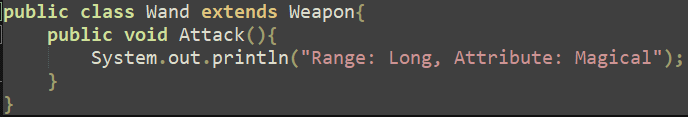 public class Wand extends Weapon{
    public void Attack(){
        System.out.println("Range: Long, Attribute: Magical");
    }
}